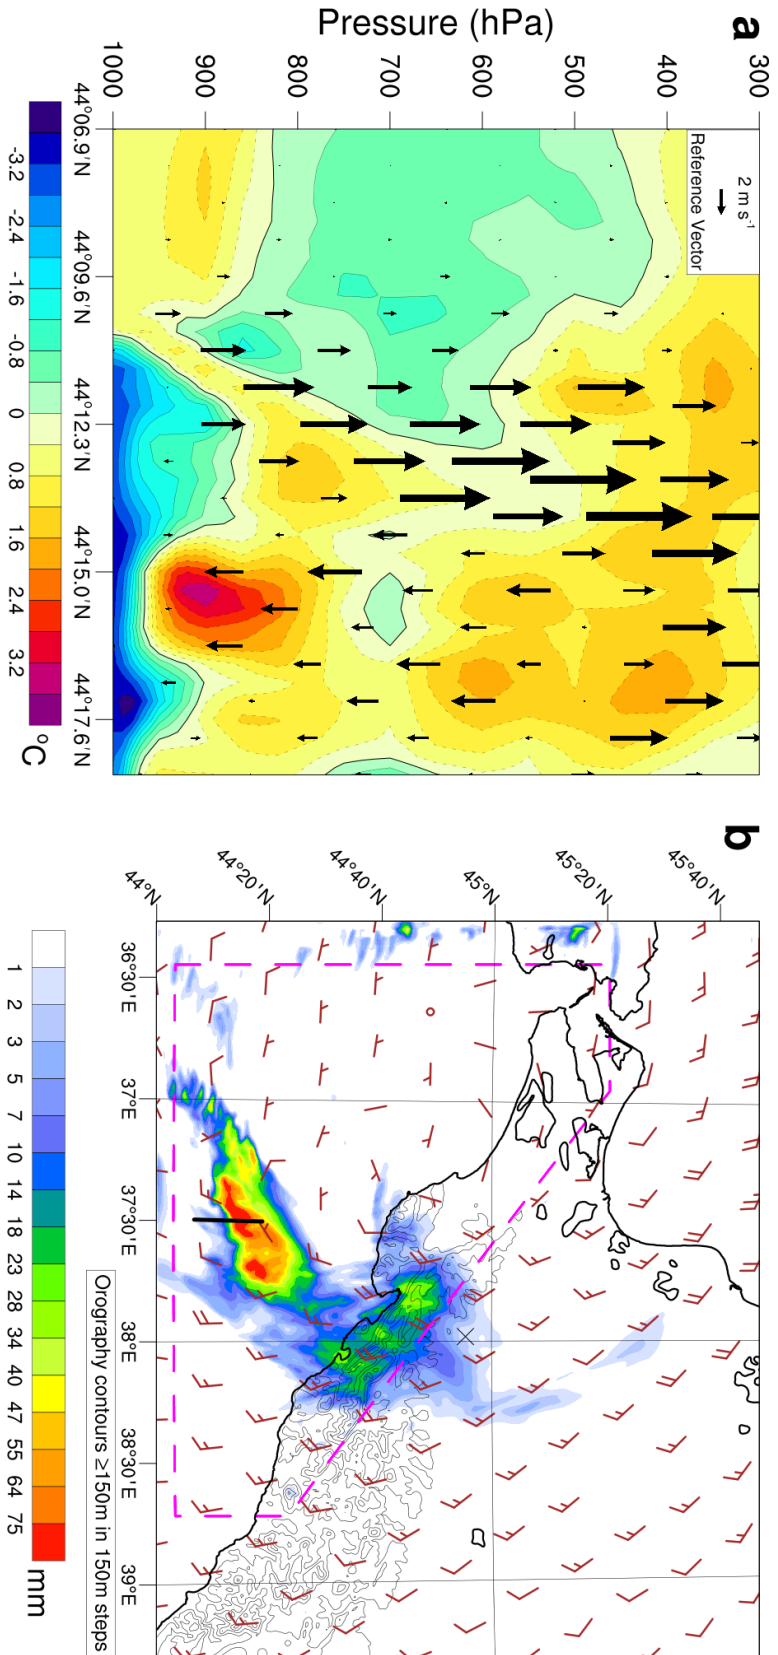 a
Pressure (hPa)
300
400
500
600
700
800
900
1000
2 m s⁻¹
Reference Vector
44°06.9'N
44°09.6'N
44°12.3'N
44°15.0'N
44°17.6'N
-3.2
-2.4
-1.6
-0.8
0
0.8
1.6
2.4
3.2
°C
b
45°40'N
45°20'N
45°N
44°40'N
44°20'N
44°N
36°30'E
37°E
37°30'E
38°E
38°30'E
39°E
Orography contours ≥150m in 150m steps
1
2
3
5
7
10
14
18
23
28
34
40
47
55
64
75
mm